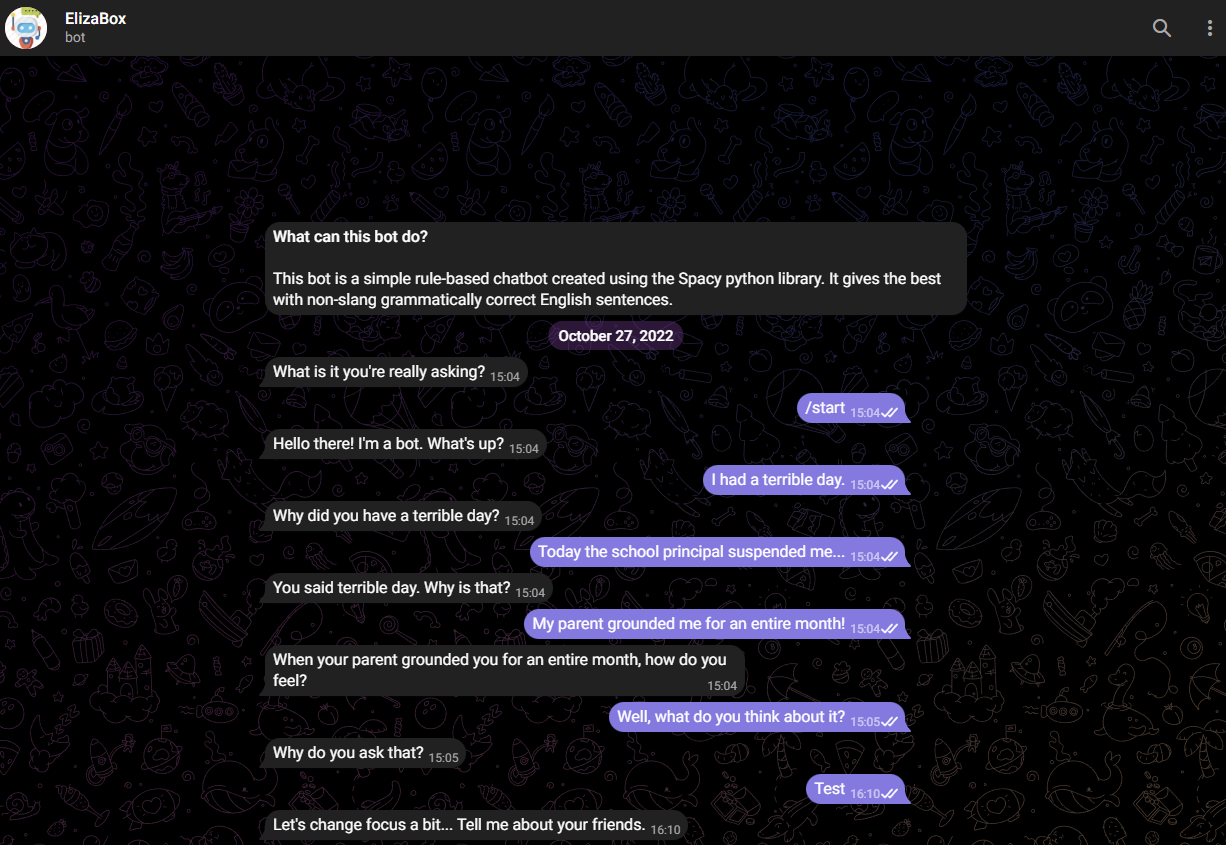 ElizaBox
bot
What can this bot do?
This bot is a simple rule-based chatbot created using the Spacy python library. It gives the best
with non-slang grammatically correct English sentences.
October 27, 2022
What is it you're really asking? 15:04
/start 15:04
Hello there! I'm a bot. What's up? 15:04
I had a terrible day. 15:04
Why did you have a terrible day? 15:04
Today the school principal suspended me... 15:04
You said terrible day. Why is that? 15:04
My parent grounded me for an entire month! 15:04
When your parent grounded you for an entire month, how do you
feel? 15:04
Well, what do you think about it? 15:05
Why do you ask that? 15:05
Test 16:10
Let's change focus a bit... Tell me about your friends. 16:10